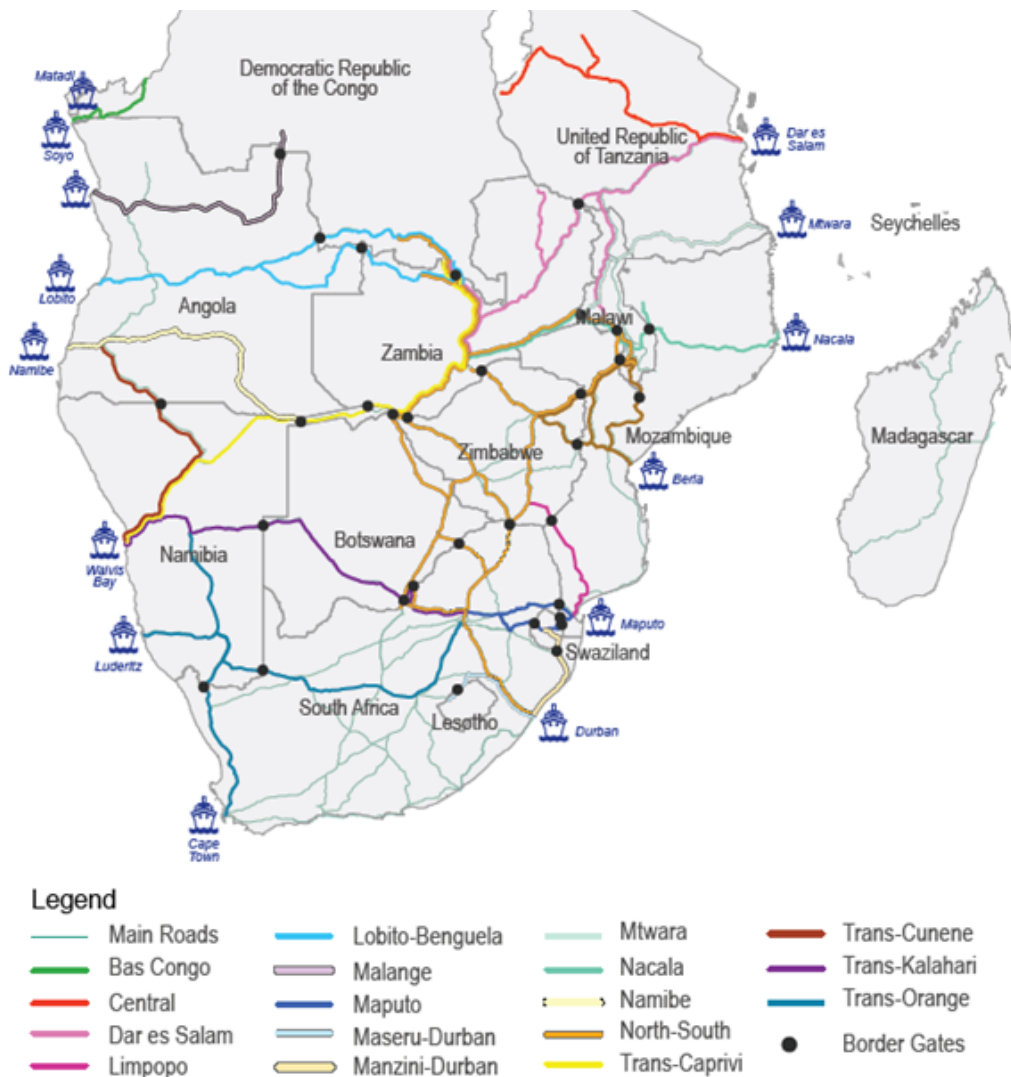 Democratic Republic
of the Congo
Matadi
Soyo
United Republic
of Tanzania
Dar es
Salam
Mtwara
Seychelles
Lobito
Angola
Malawi
Nacala
Namibe
Zambia
Zimbabwe
Mozambique
Beria
Madagascar
Walvis
Bay
Namibia
Botswana
Maputo
Luderitz
Swaziland
South Africa
Lesotho
Durban
Cape
Town
Legend
Main Roads
Bas Congo
Central
Dar es Salam
Limpopo
Lobito-Benguela
Malange
Maputo
Maseru-Durban
Manzini-Durban
Mtwara
Nacala
Namibe
North-South
Trans-Caprivi
Trans-Cunene
Trans-Kalahari
Trans-Orange
Border Gates